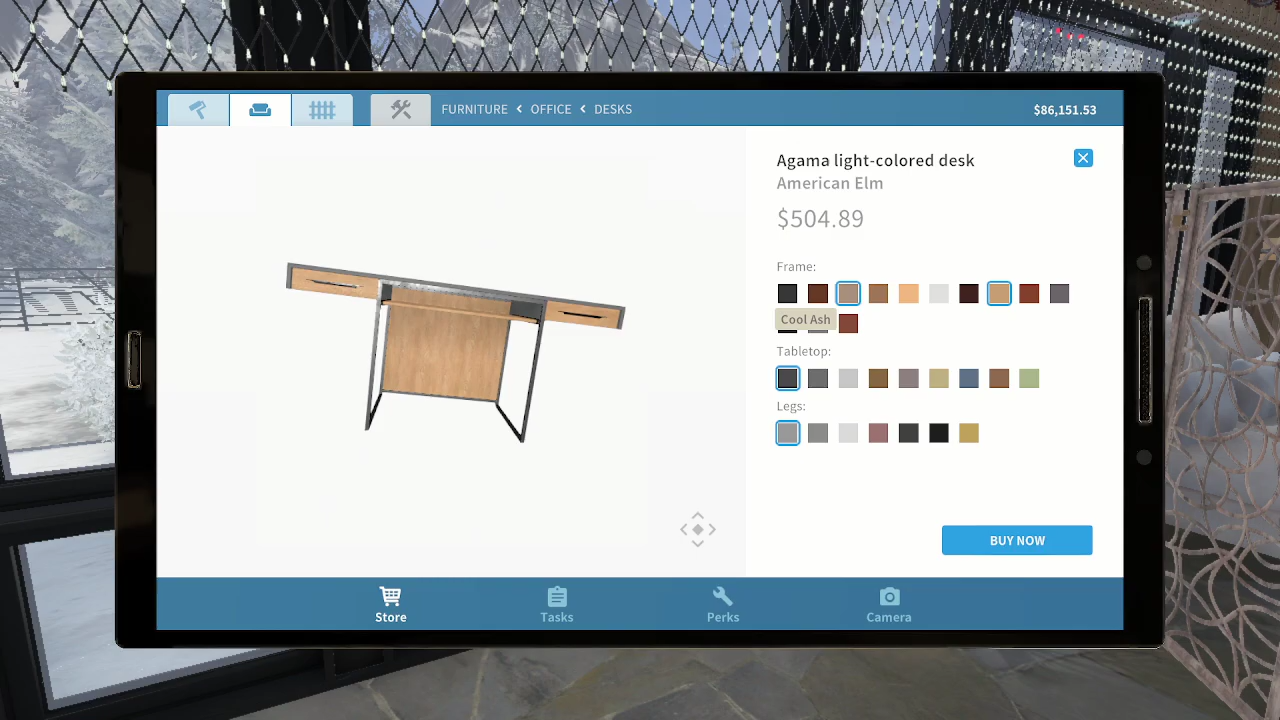 FURNITURE < OFFICE < DESKS
$86,151.53
Agama light-colored desk
American Elm
$504.89
Frame:
Cool Ash
Tabletop:
Legs:
BUY NOW
Store
Tasks
Perks
Camera